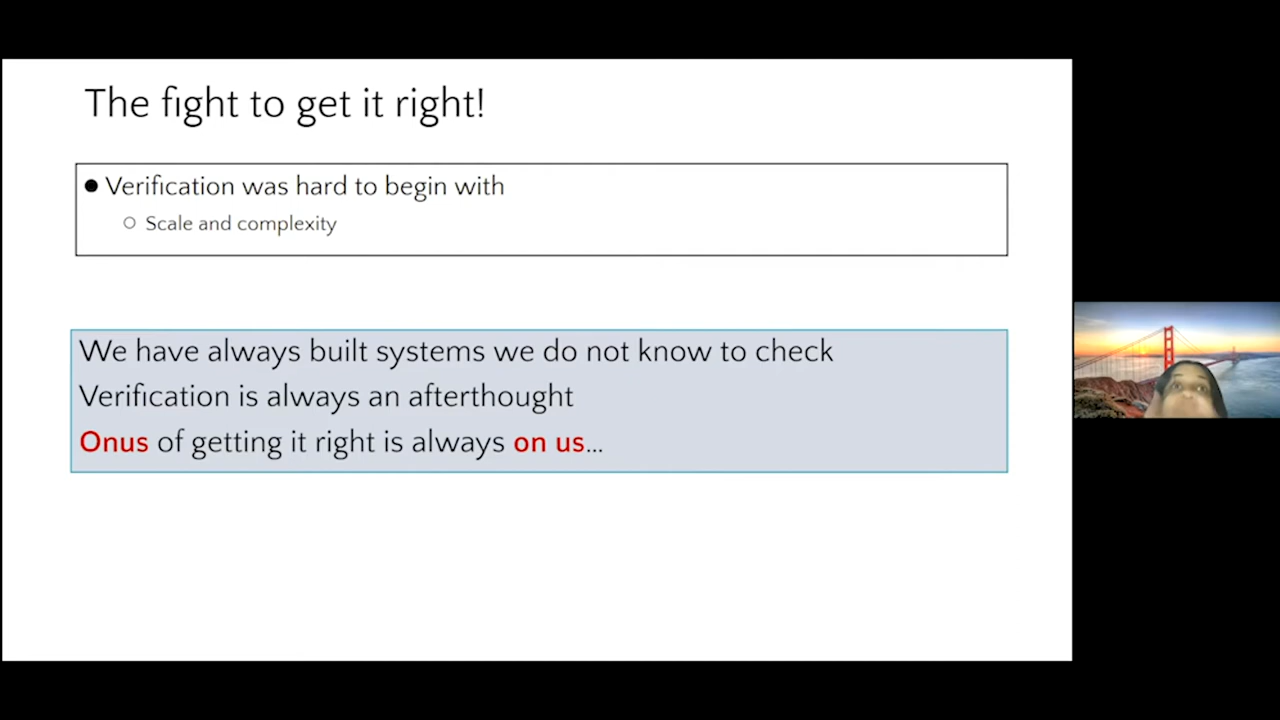 The fight to get it right!
● Verification was hard to begin with
○ Scale and complexity
We have always built systems we do not know to check
Verification is always an afterthought
Onus of getting it right is always on us...